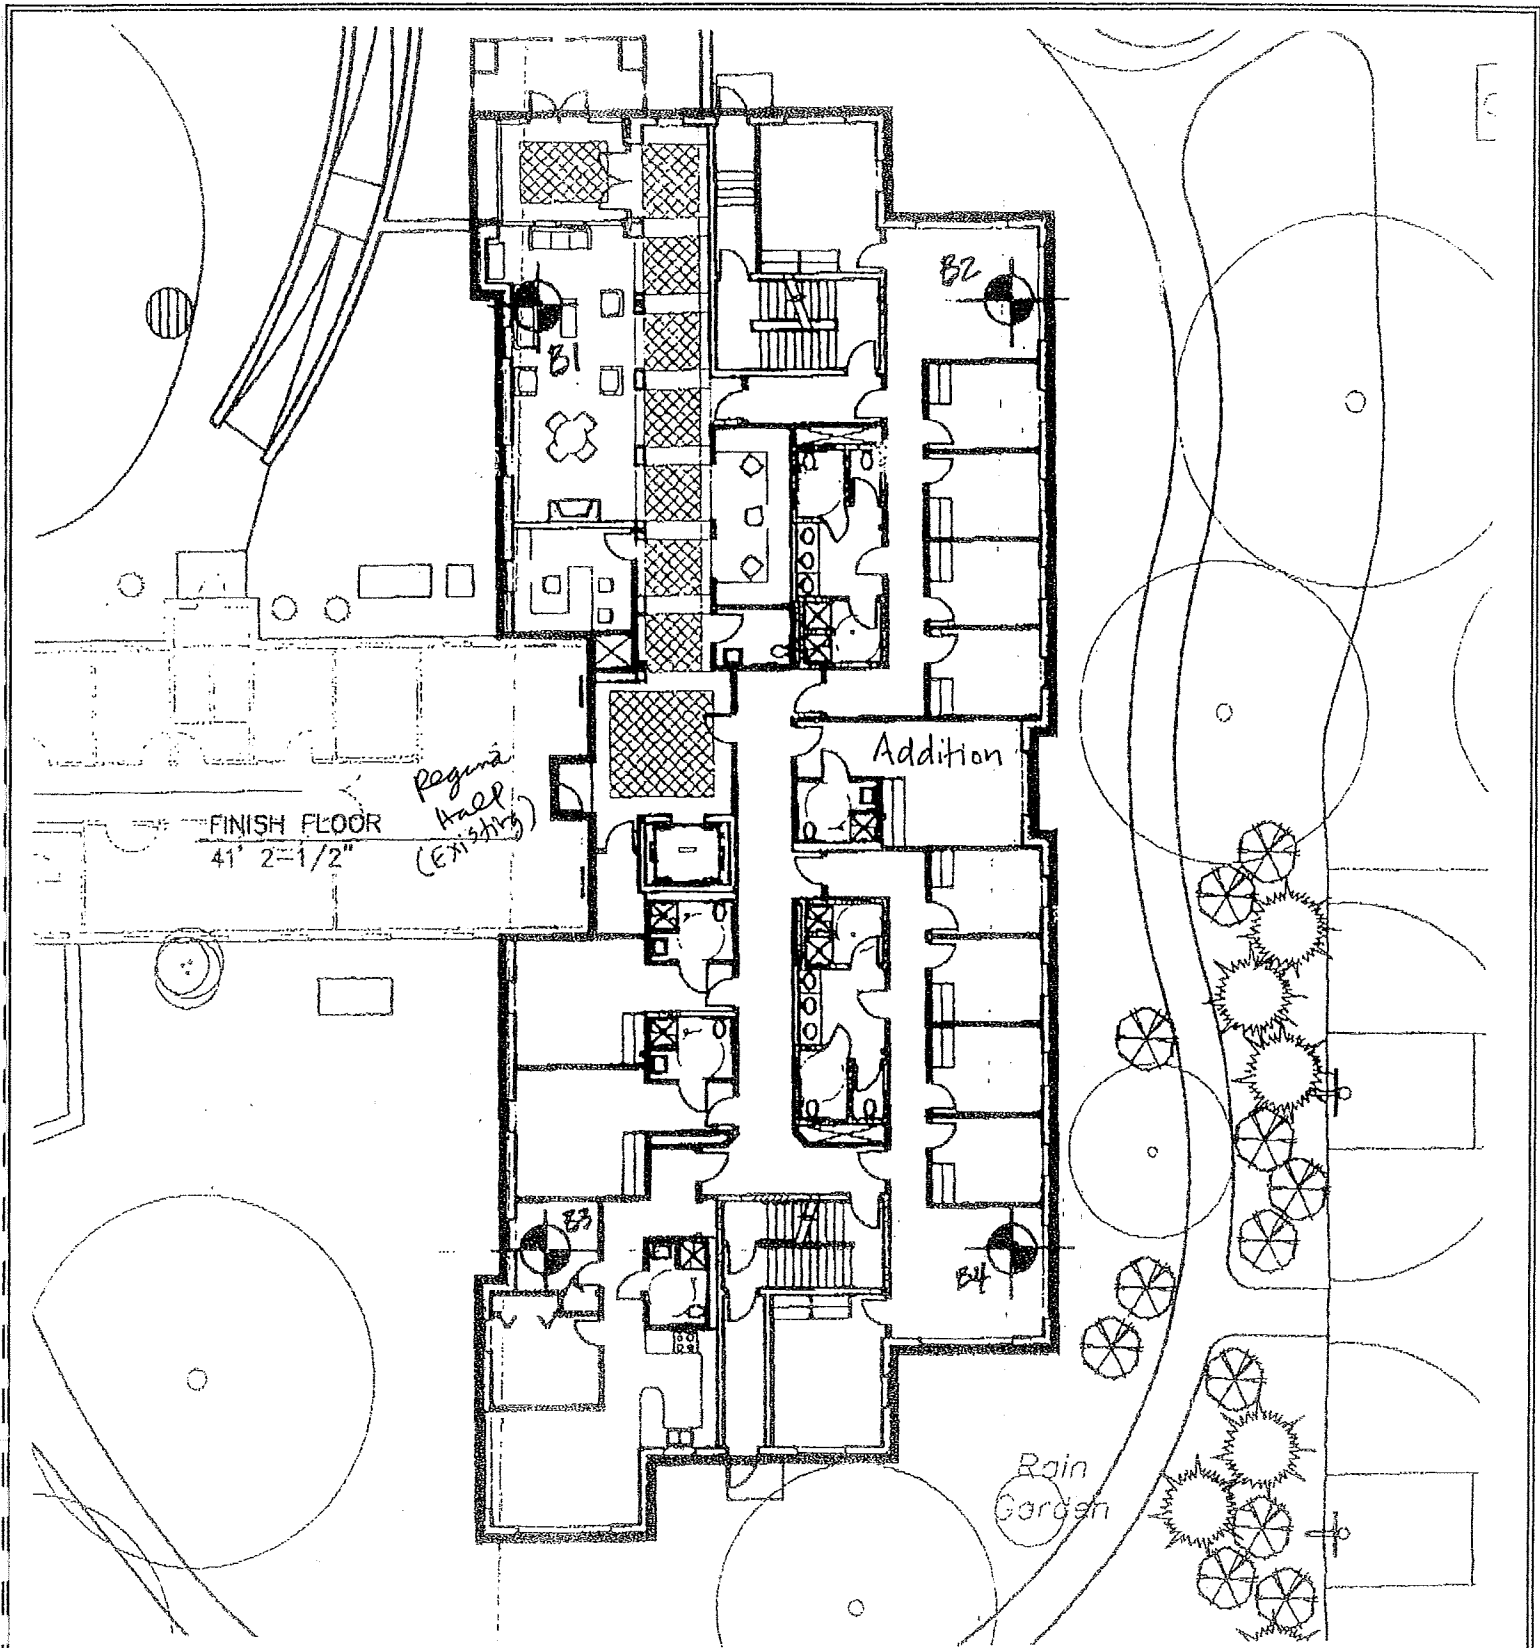 B2
B1
Addition
Regina
Hall
(Existing)
FINISH FLOOR
41' 2-1/2"
B3
B4
Rain
Garden